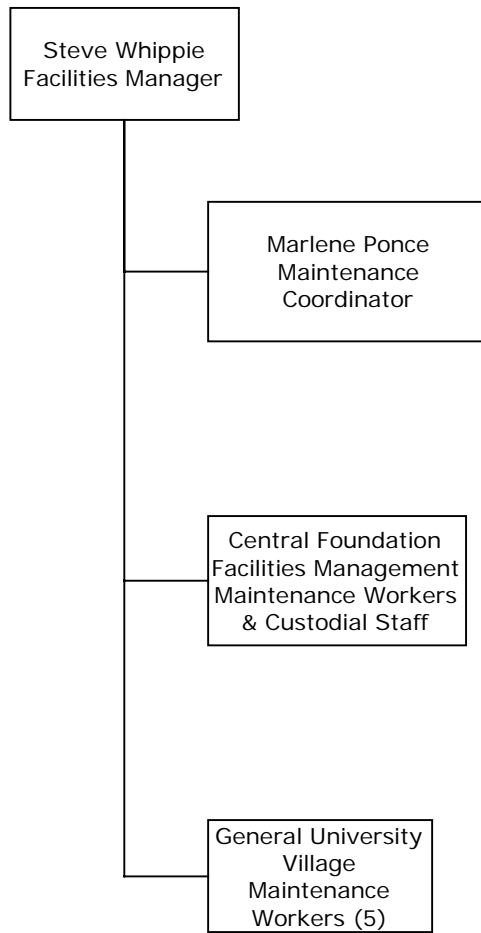 Steve Whippie
Facilities Manager
Marlene Ponce
Maintenance
Coordinator
Central Foundation
Facilities Management
Maintenance Workers
& Custodial Staff
General University
Village
Maintenance
Workers (5)